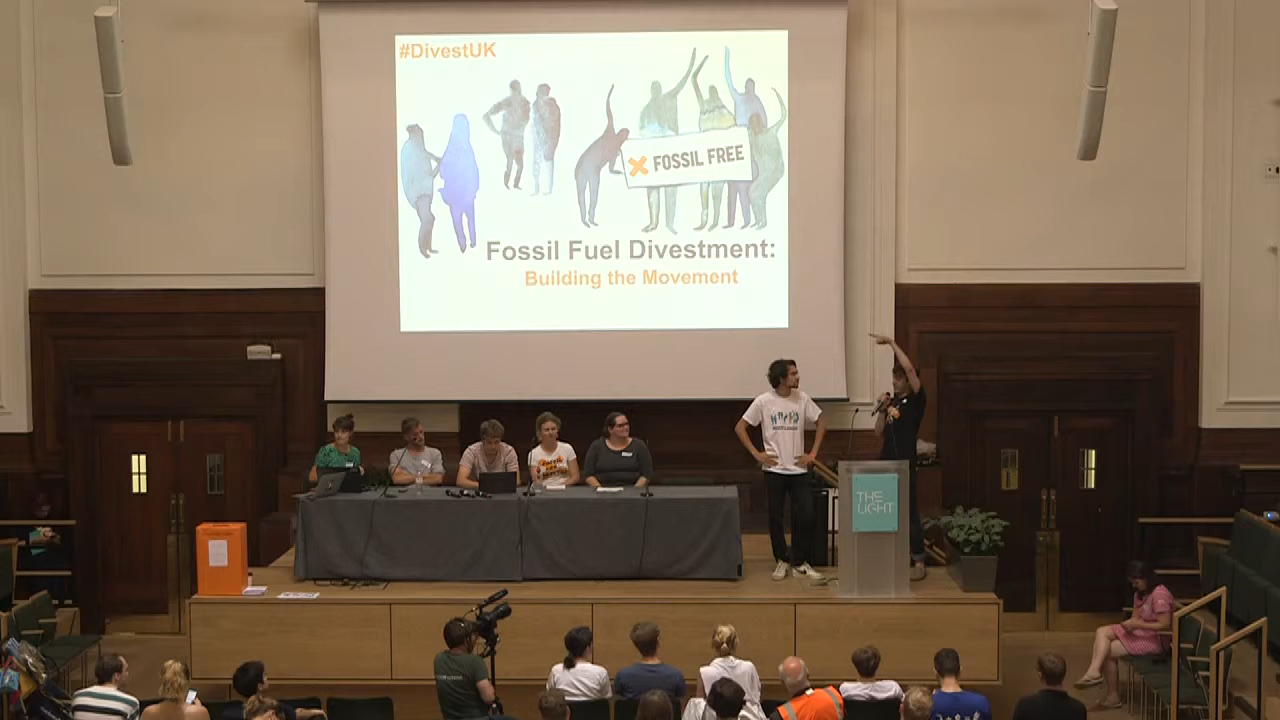 #DivestUK
FOSSIL FREE
Fossil Fuel Divestment:
Building the Movement
THE
LIGHT